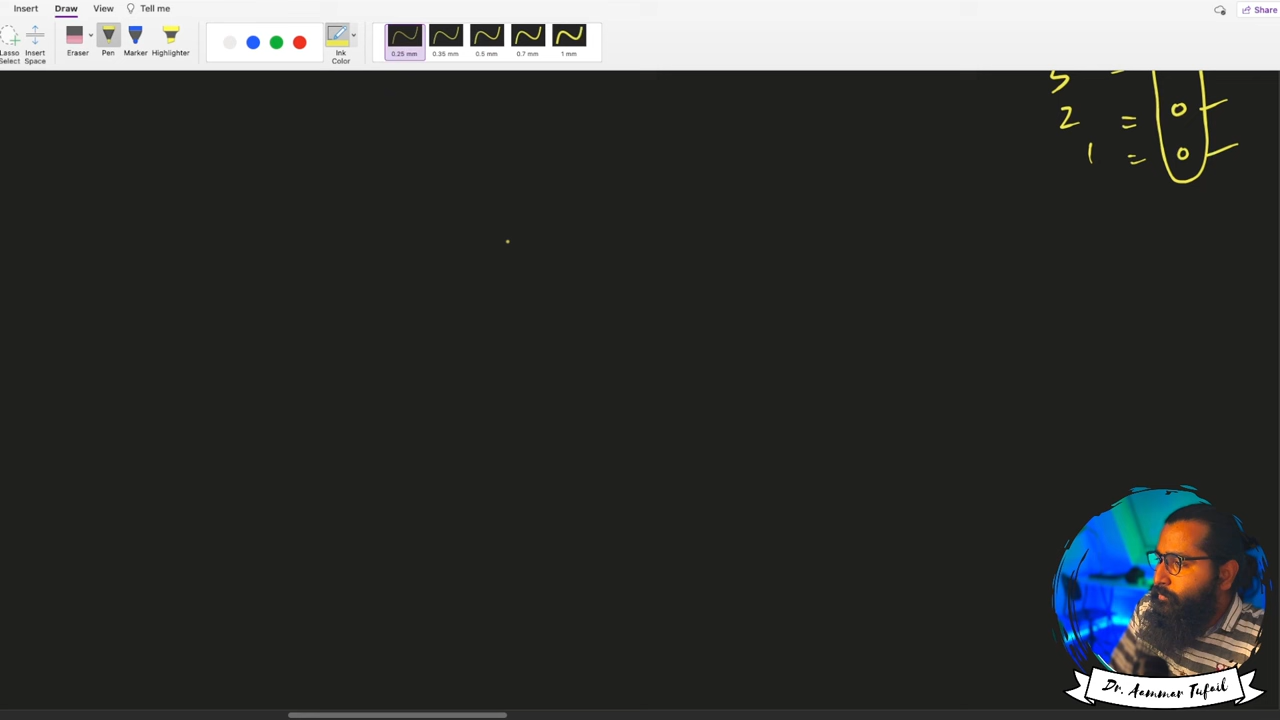 Insert Draw View Tell me
Share
Lasso Select
Insert Space
Eraser
Pen
Marker
Highlighter
Ink Color
0.25 mm
0.35 mm
0.5 mm
0.7 mm
1 mm
2 = 0
1 = 0
Dr. Aammar Tufail